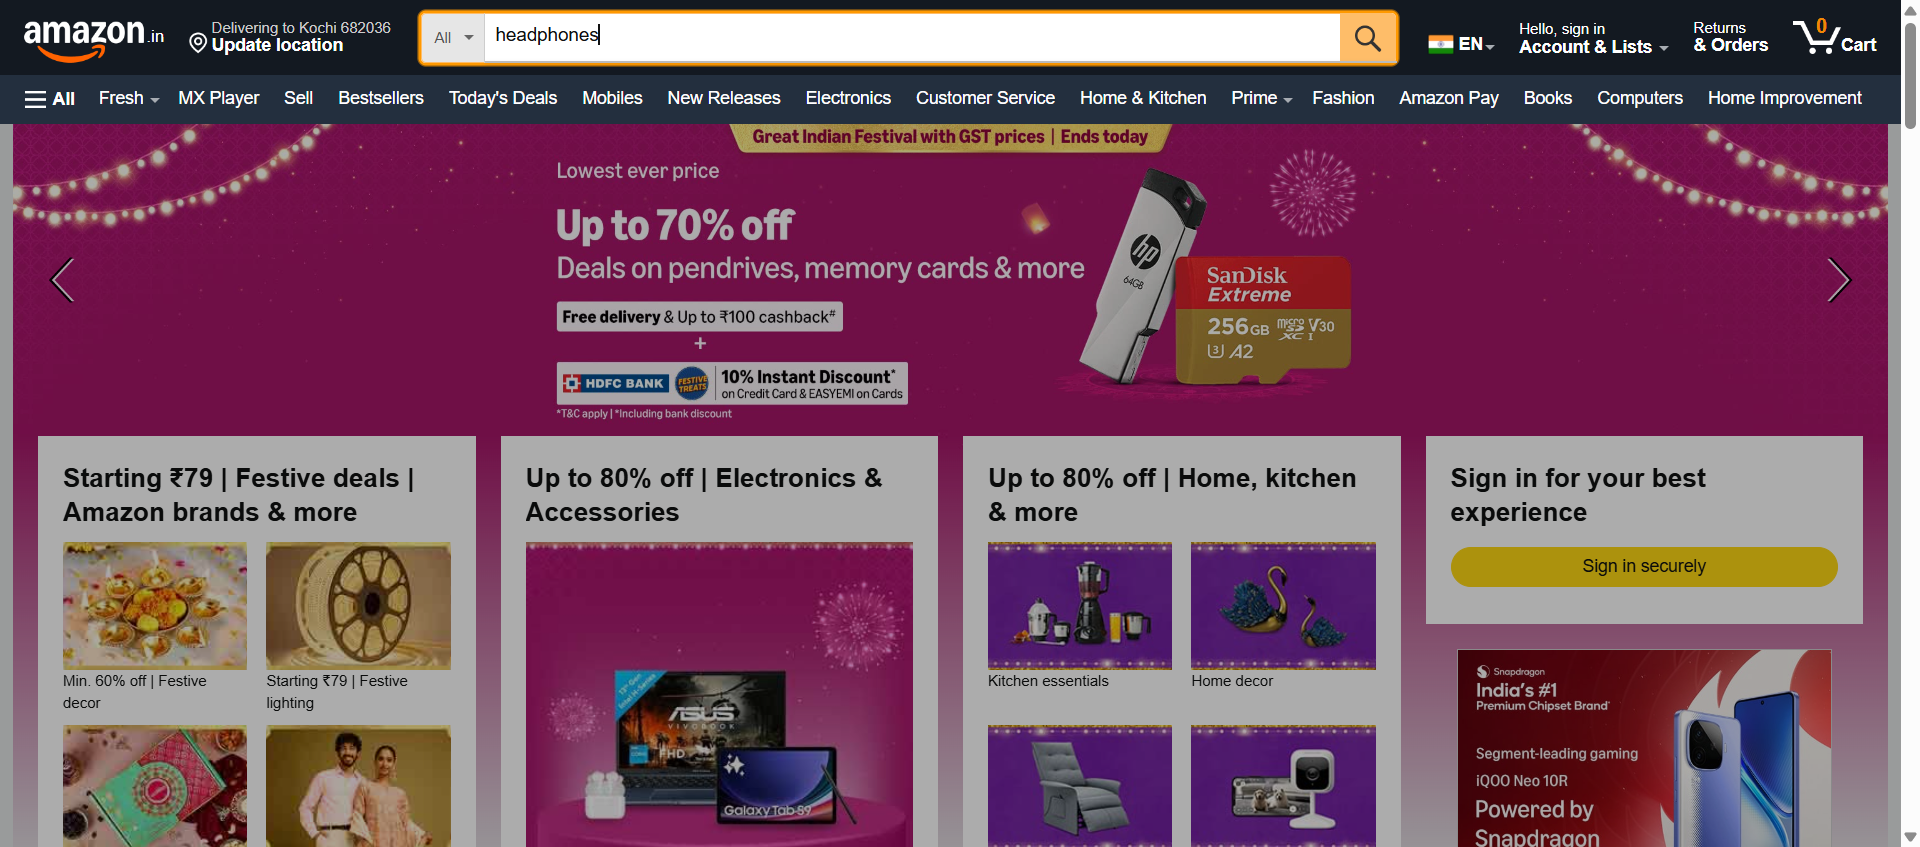 amazon.in
Delivering to Kochi 682036
Update location
All
headphones
EN
Hello, sign in
Account & Lists
Returns
& Orders
0
Cart
All
Fresh
MX Player
Sell
Bestsellers
Today's Deals
Mobiles
New Releases
Electronics
Customer Service
Home & Kitchen
Prime
Fashion
Amazon Pay
Books
Computers
Home Improvement
Great Indian Festival with GST prices | Ends today
Lowest ever price
Up to 70% off
Deals on pendrives, memory cards & more
Free delivery & Up to ₹100 cashback#
+
HDFC BANK
FESTIVE
TREATS
10% Instant Discount*
on Credit Card & EASYEMI on Cards
*T&C apply | *Including bank discount
hp
64GB
SanDisk
Extreme
256GB
micro
XC I
V30
3 A2
Starting ₹79 | Festive deals |
Amazon brands & more
Min. 60% off | Festive
decor
Starting ₹79 | Festive
lighting
Up to 80% off | Electronics &
Accessories
13th Gen
Intel H-Series
ASUS
VIVOBOOK
FHD
Galaxy Tab S9
Up to 80% off | Home, kitchen
& more
Kitchen essentials
Home decor
Sign in for your best
experience
Sign in securely
Snapdragon
India's #1
Premium Chipset Brand*
Segment-leading gaming
iQOO Neo 10R
Powered by
Snapdragon